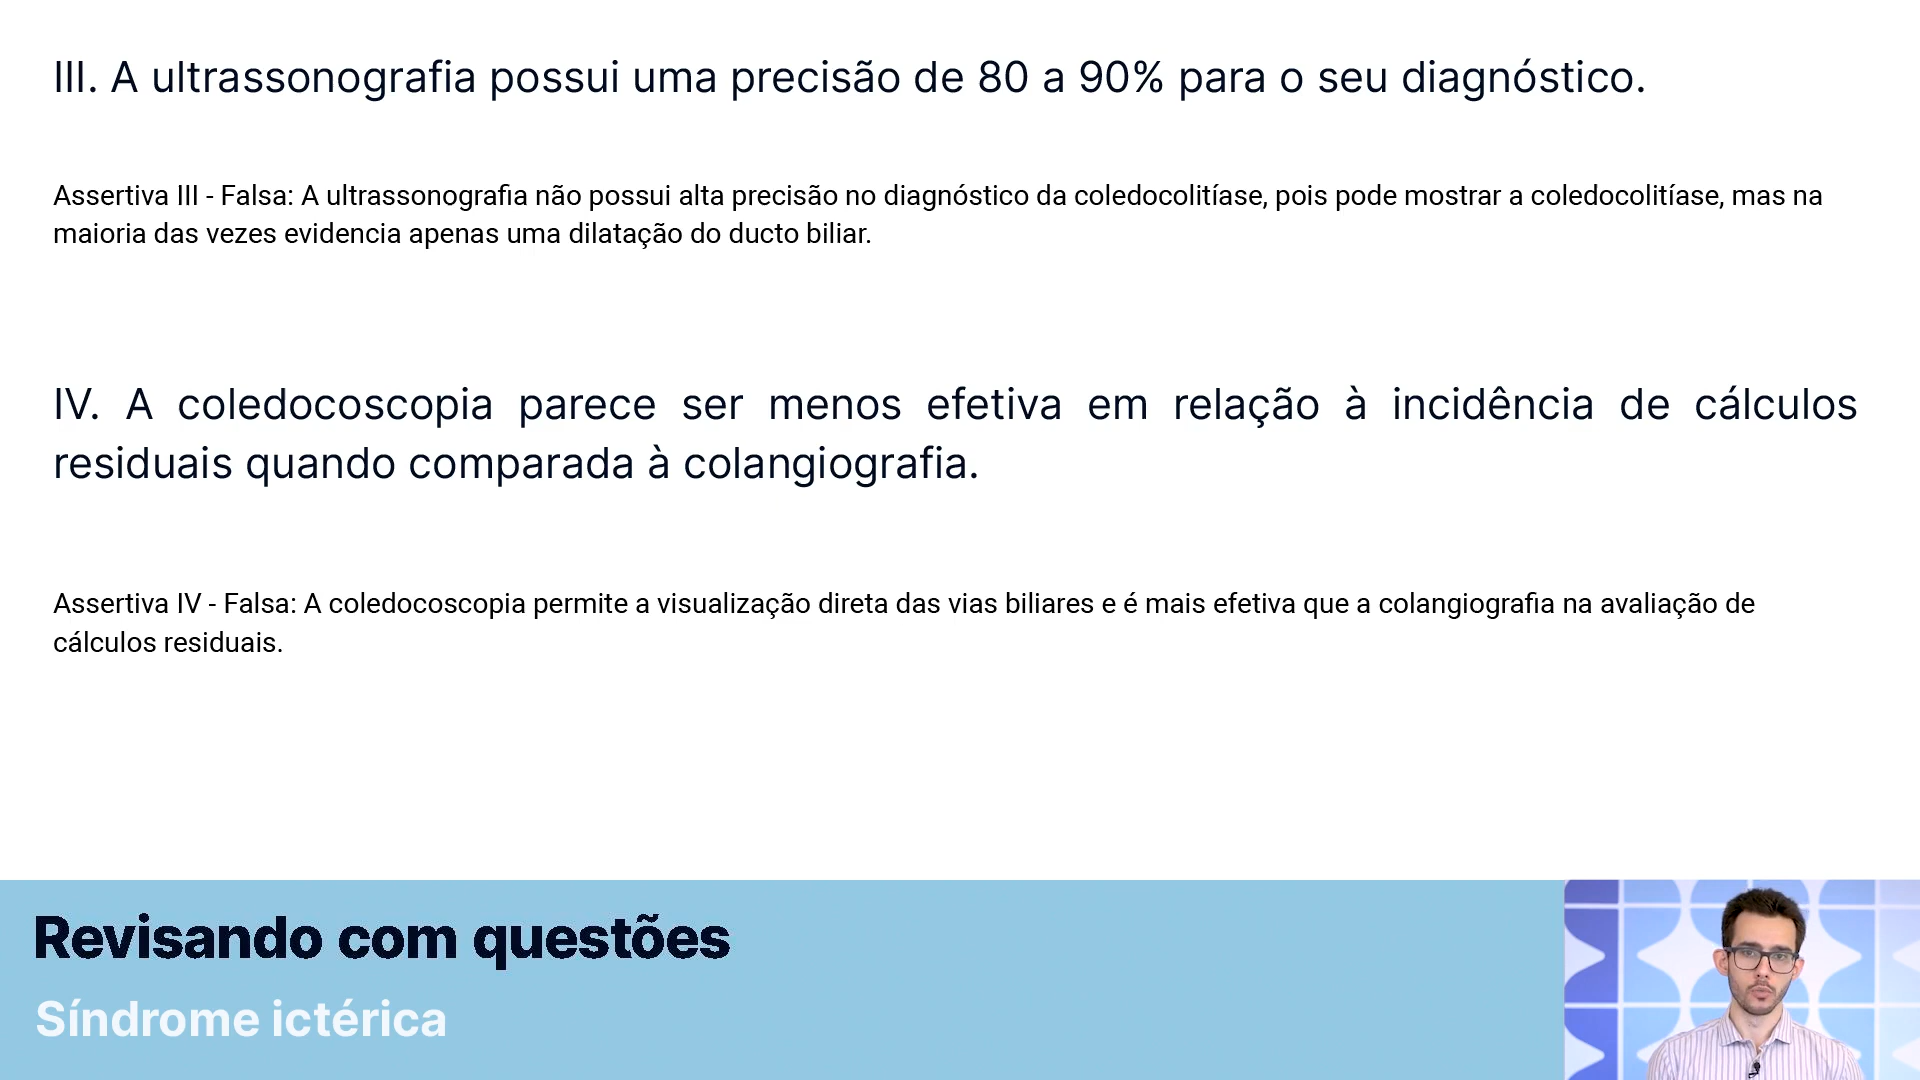 III. A ultrassonografia possui uma precisão de 80 a 90% para o seu diagnóstico.
Assertiva III - Falsa: A ultrassonografia não possui alta precisão no diagnóstico da coledocolitíase, pois pode mostrar a coledocolitíase, mas na
maioria das vezes evidencia apenas uma dilatação do ducto biliar.
IV. A coledocoscopia parece ser menos efetiva em relação à incidência de cálculos
residuais quando comparada à colangiografia.
Assertiva IV - Falsa: A coledocoscopia permite a visualização direta das vias biliares e é mais efetiva que a colangiografia na avaliação de
cálculos residuais.
Revisando com questões
Síndrome ictérica